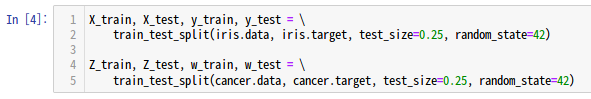 In [4]:
1 X_train, X_test, y_train, y_test = \
2     train_test_split(iris.data, iris.target, test_size=0.25, random_state=42)
3
4 Z_train, Z_test, w_train, w_test = \
5     train_test_split(cancer.data, cancer.target, test_size=0.25, random_state=42)